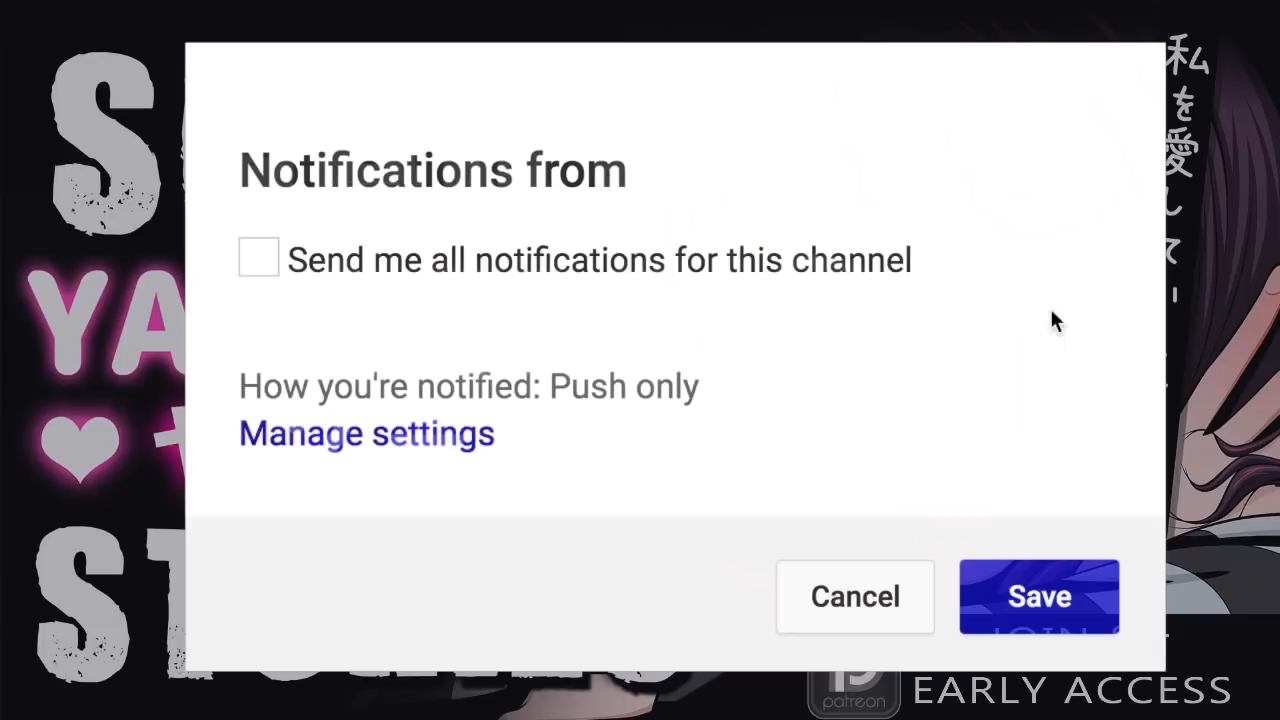 S
YA
Notifications from
Send me all notifications for this channel
How you're notified: Push only
Manage settings
Cancel
Save
私を愛して
patreon
EARLY ACCESS